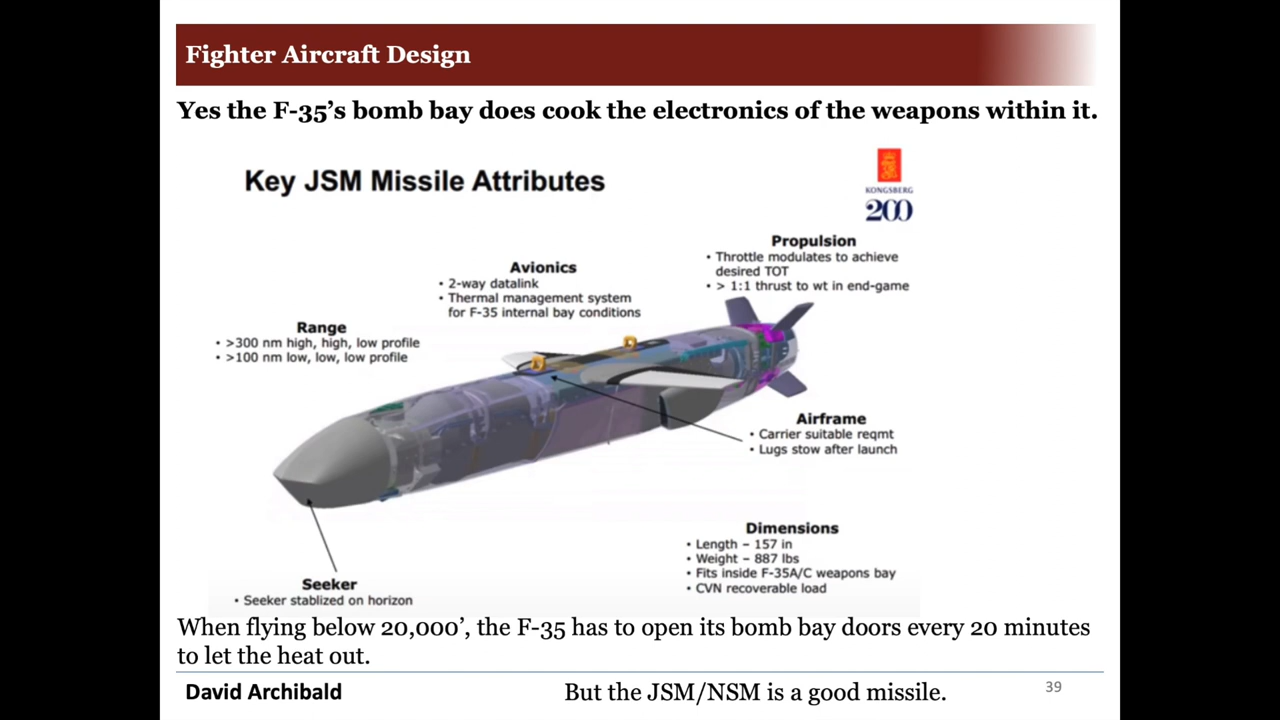 Fighter Aircraft Design
Yes the F-35’s bomb bay does cook the electronics of the weapons within it.
Key JSM Missile Attributes
KONGSBERG
200
Propulsion
• Throttle modulates to achieve
desired TOT
• > 1:1 thrust to wt in end-game
Avionics
• 2-way datalink
• Thermal management system
for F-35 internal bay conditions
Range
• >300 nm high, high, low profile
• >100 nm low, low, low profile
Airframe
• Carrier suitable reqmt
• Lugs stow after launch
Dimensions
• Length – 157 in
• Weight – 887 lbs
• Fits inside F-35A/C weapons bay
• CVN recoverable load
Seeker
• Seeker stablized on horizon
When flying below 20,000’, the F-35 has to open its bomb bay doors every 20 minutes
to let the heat out.
David Archibald
But the JSM/NSM is a good missile.
39